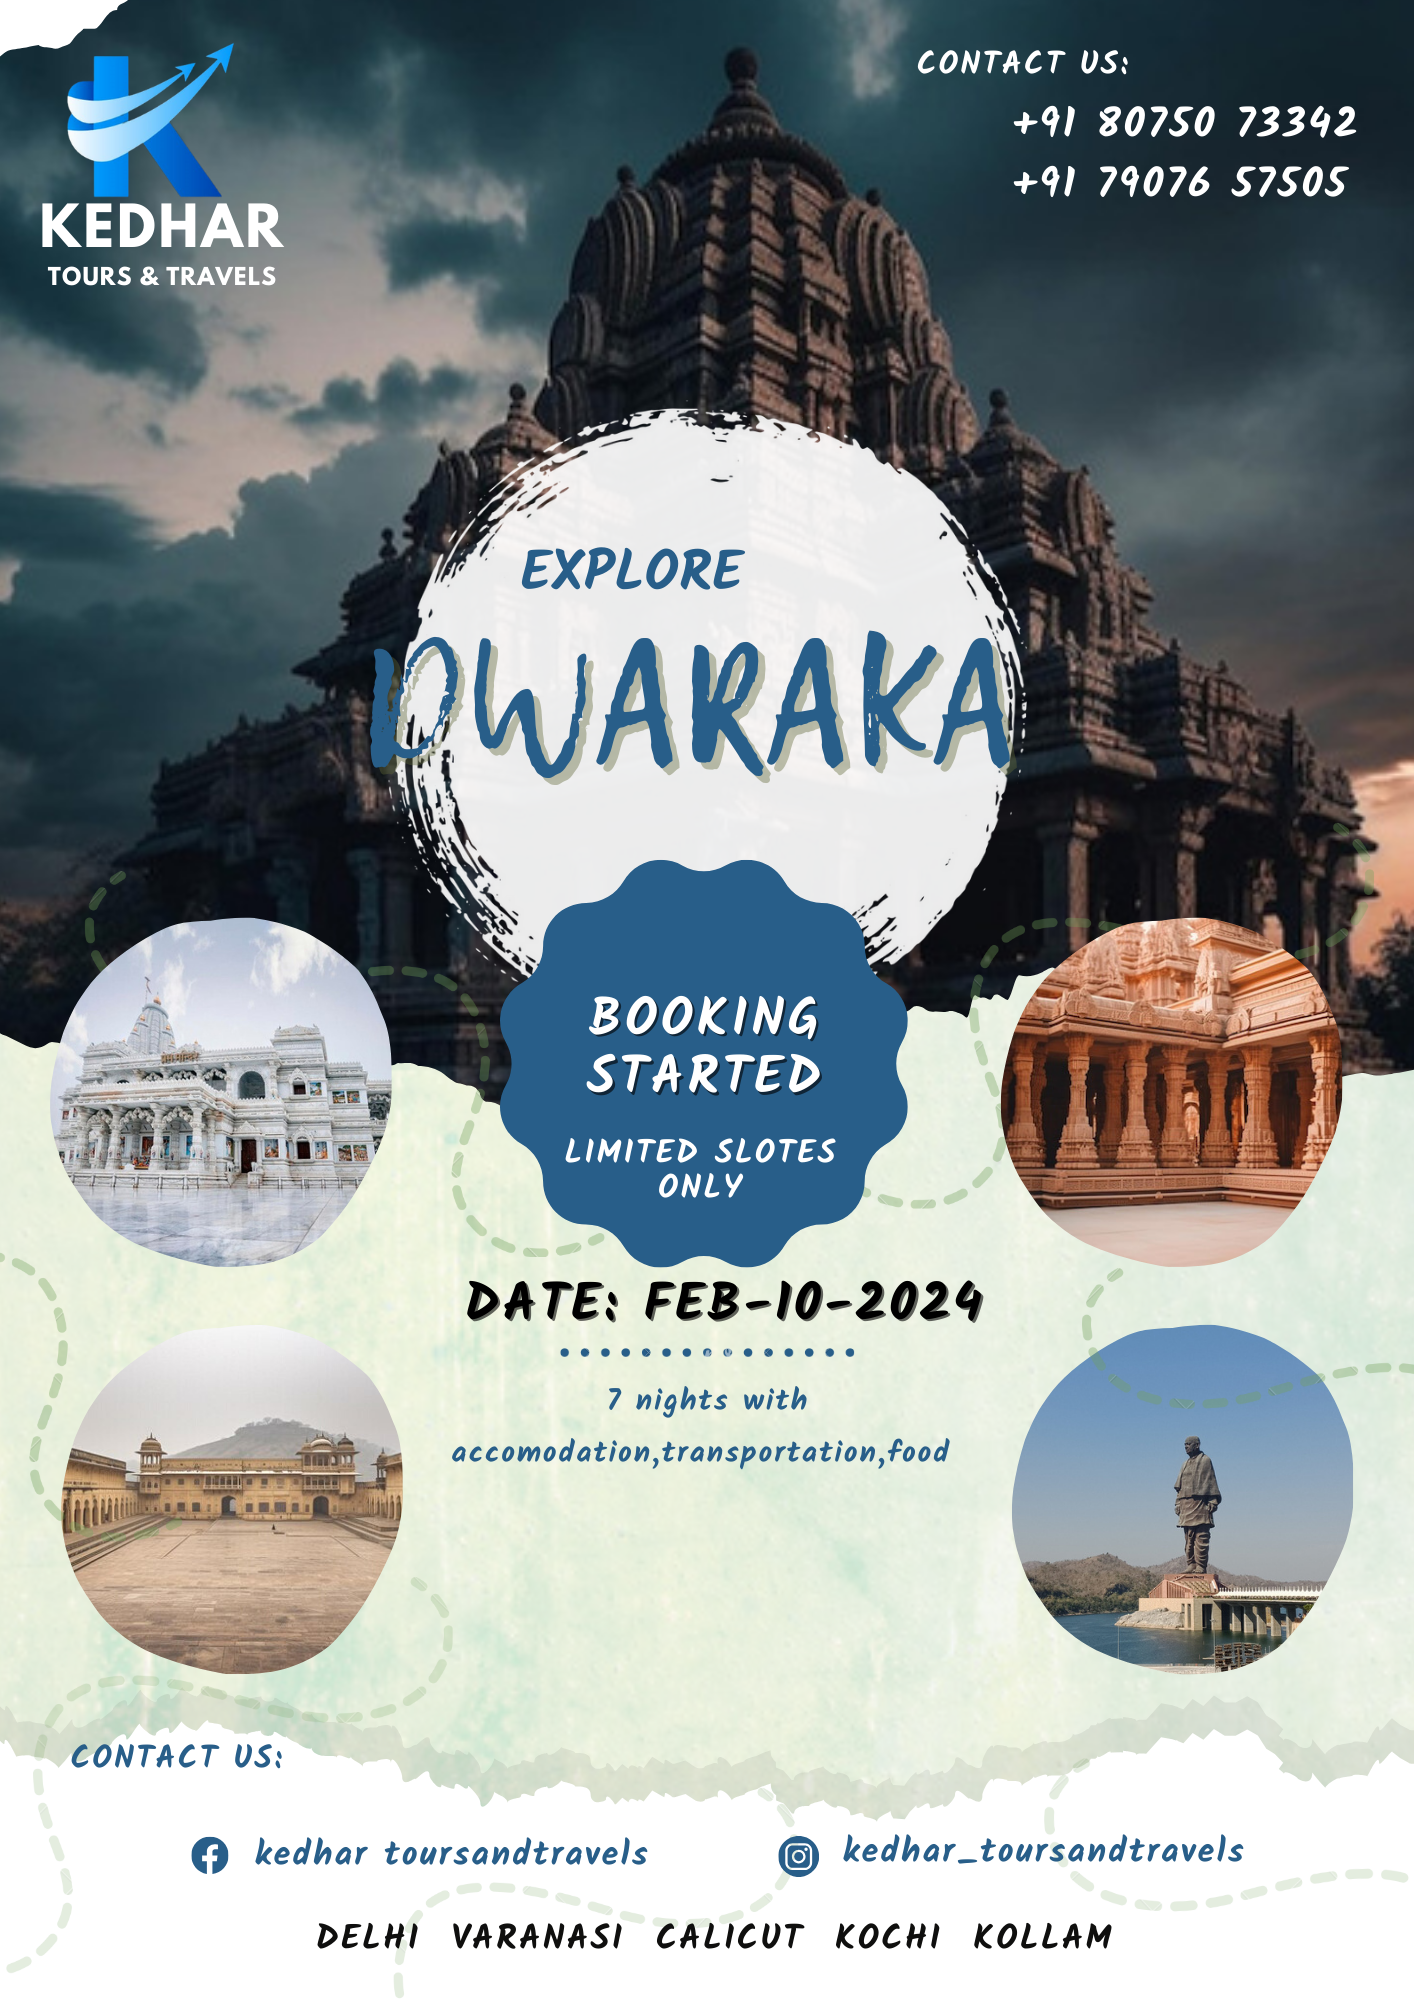 KEDHAR
TOURS & TRAVELS
CONTACT US:
+91 80750 73342
+91 79076 57505
EXPLORE
DWARAKA
BOOKING
STARTED
LIMITED SLOTES
ONLY
DATE: FEB-10-2024
7 nights with
accomodation,transportation,food
CONTACT US:
kedhar toursandtravels
kedhar_toursandtravels
DELHI VARANASI CALICUT KOCHI KOLLAM